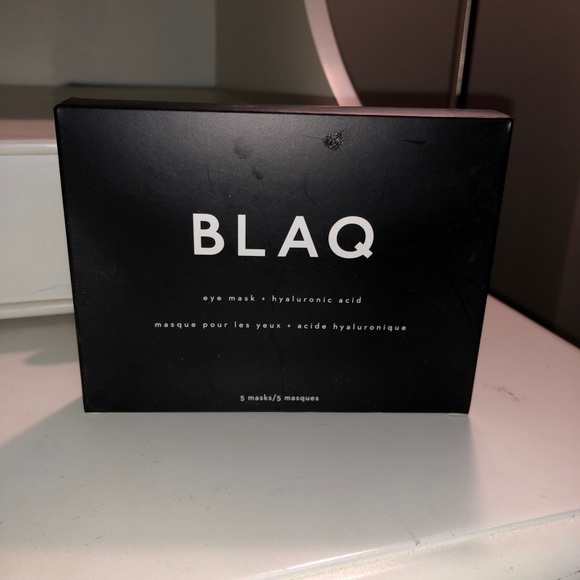 BLAQ
eye mask + hyaluronic acid
masque pour les yeux + acide hyaluronique
5 masks/5 masques